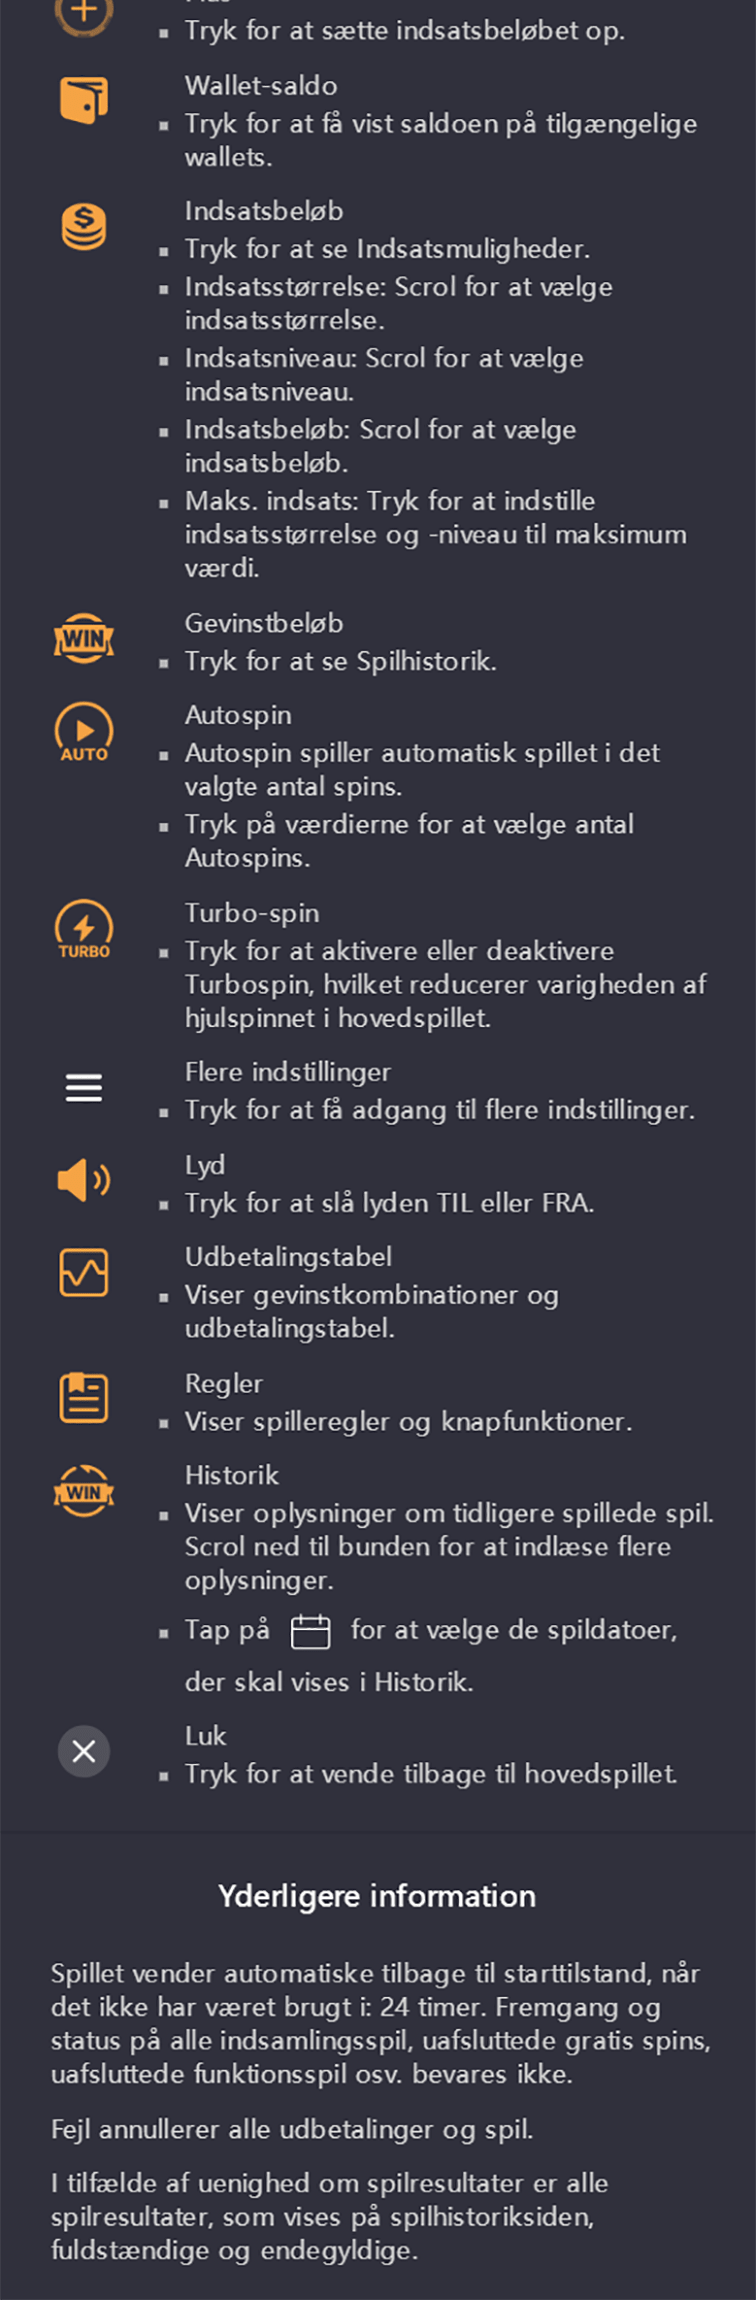 Tryk for at sætte indsatsbeløbet op.
Wallet-saldo
Tryk for at få vist saldoen på tilgængelige
wallets.
Indsatsbeløb
Tryk for at se Indsatsmuligheder.
Indsatsstørrelse: Scrol for at vælge
indsatsstørrelse.
Indsatsniveau: Scrol for at vælge
indsatsniveau.
Indsatsbeløb: Scrol for at vælge
indsatsbeløb.
Maks. indsats: Tryk for at indstille
indsatsstørrelse og -niveau til maksimum
værdi.
WIN
Gevinstbeløb
Tryk for at se Spilhistorik.
AUTO
Autospin
Autospin spiller automatisk spillet i det
valgte antal spins.
Tryk på værdierne for at vælge antal
Autospins.
TURBO
Turbo-spin
Tryk for at aktivere eller deaktivere
Turbospin, hvilket reducerer varigheden af
hjulspinnet i hovedspillet.
Flere indstillinger
Tryk for at få adgang til flere indstillinger.
Lyd
Tryk for at slå lyden TIL eller FRA.
Udbetalingstabel
Viser gevinstkombinationer og
udbetalingstabel.
Regler
Viser spilleregler og knapfunktioner.
WIN
Historik
Viser oplysninger om tidligere spillede spil.
Scrol ned til bunden for at indlæse flere
oplysninger.
Tap på for at vælge de spildatoer,
der skal vises i Historik.
Luk
Tryk for at vende tilbage til hovedspillet.
Yderligere information
Spillet vender automatiske tilbage til starttilstand, når
det ikke har været brugt i: 24 timer. Fremgang og
status på alle indsamlingsspil, uafsluttede gratis spins,
uafsluttede funktionsspil osv. bevares ikke.
Fejl annullerer alle udbetalinger og spil.
I tilfælde af uenighed om spilresultater er alle
spilresultater, som vises på spilhistoriksiden,
fuldstændige og endegyldige.